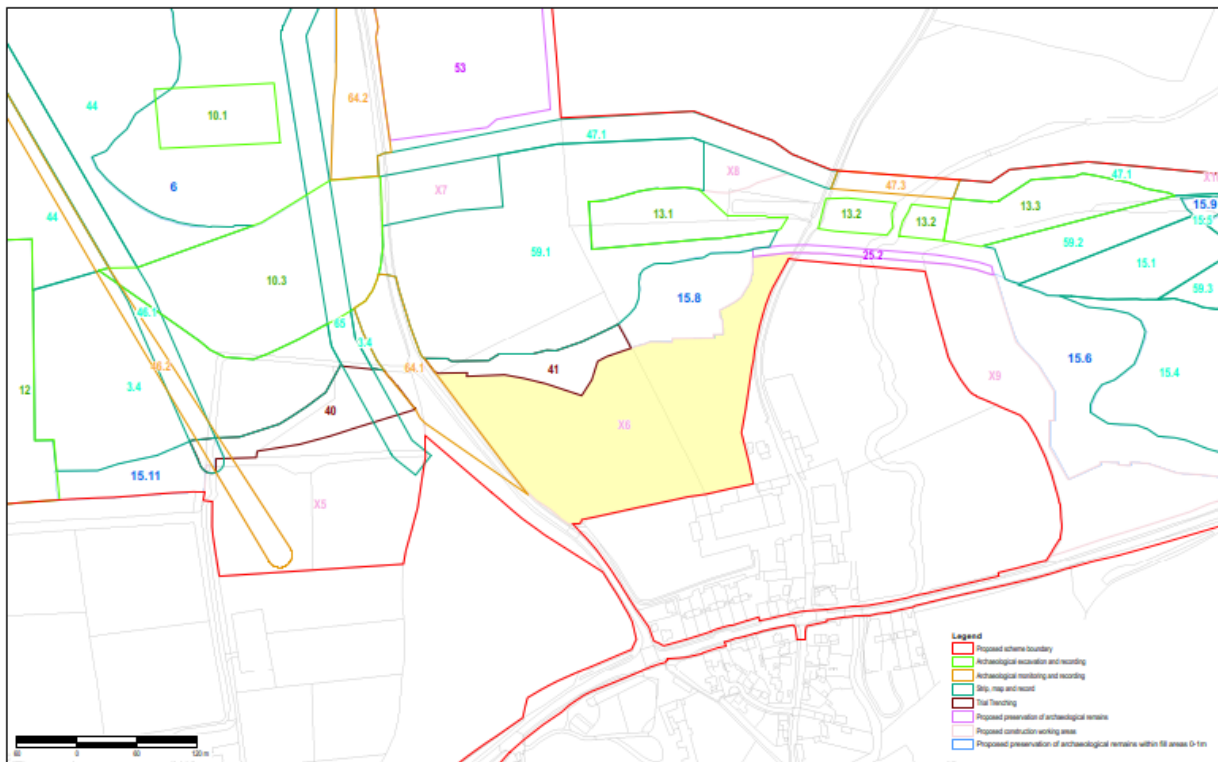 53
44
64.2
10.1
47.1
X8
X10
47.3
47.1
6
X7
15.9
44
13.1
13.2
13.2
13.3
15.5
59.2
25.2
59.1
15.1
10.3
59.3
15.8
46.1
65
3.4
15.6
46.2
64.1
41
X9
15.4
12
3.4
40
X6
15.11
X5
Legend
Proposed scheme boundary
Archaeological excavation and recording
Archaeological monitoring and recording
Strip, map and record
Trial Trenching
Proposed preservation of archaeological remains
Proposed construction working areas
Proposed preservation of archaeological remains within fill areas 0-1m
60 0 60 120 m